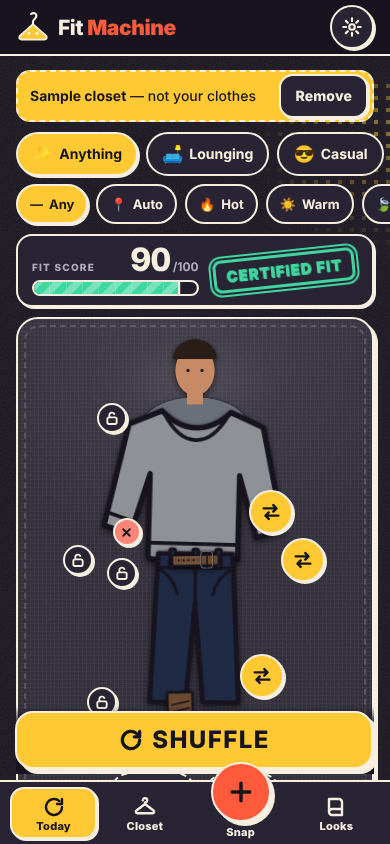 Fit Machine
Sample closet — not your clothes
Remove
Anything
Lounging
Casual
— Any
Auto
Hot
Warm
FIT SCORE
90/100
CERTIFIED FIT
SHUFFLE
Today
Closet
Snap
Looks